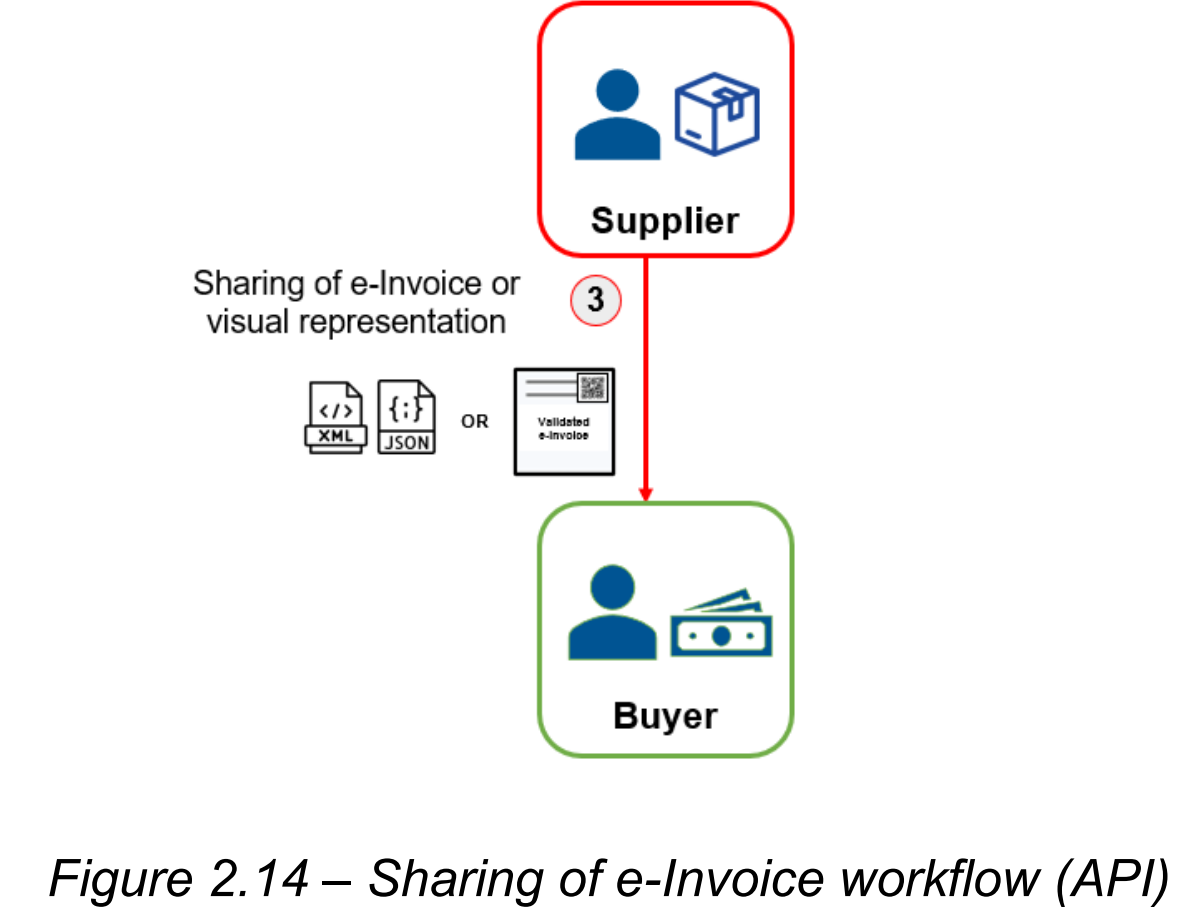 Supplier
Sharing of e-Invoice or
visual representation
3
</>
XML
{;}
JSON
OR
Validated
e-Invoice
Buyer
Figure 2.14 – Sharing of e-Invoice workflow (API)